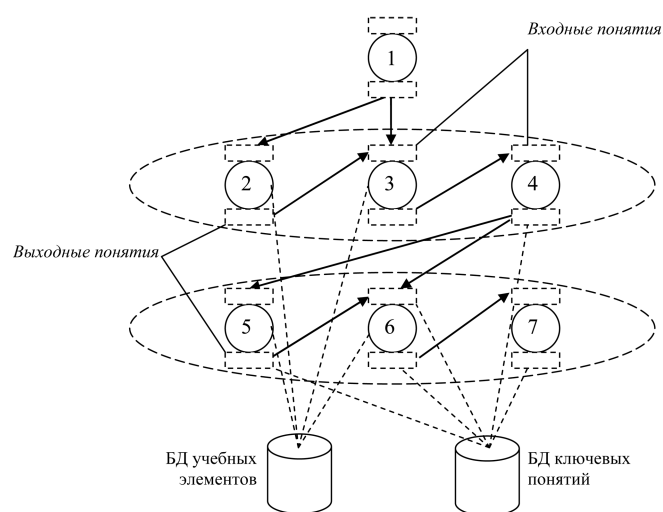 Входные понятия
1
2
3
4
Выходные понятия
5
6
7
БД учебных
элементов
БД ключевых
понятий